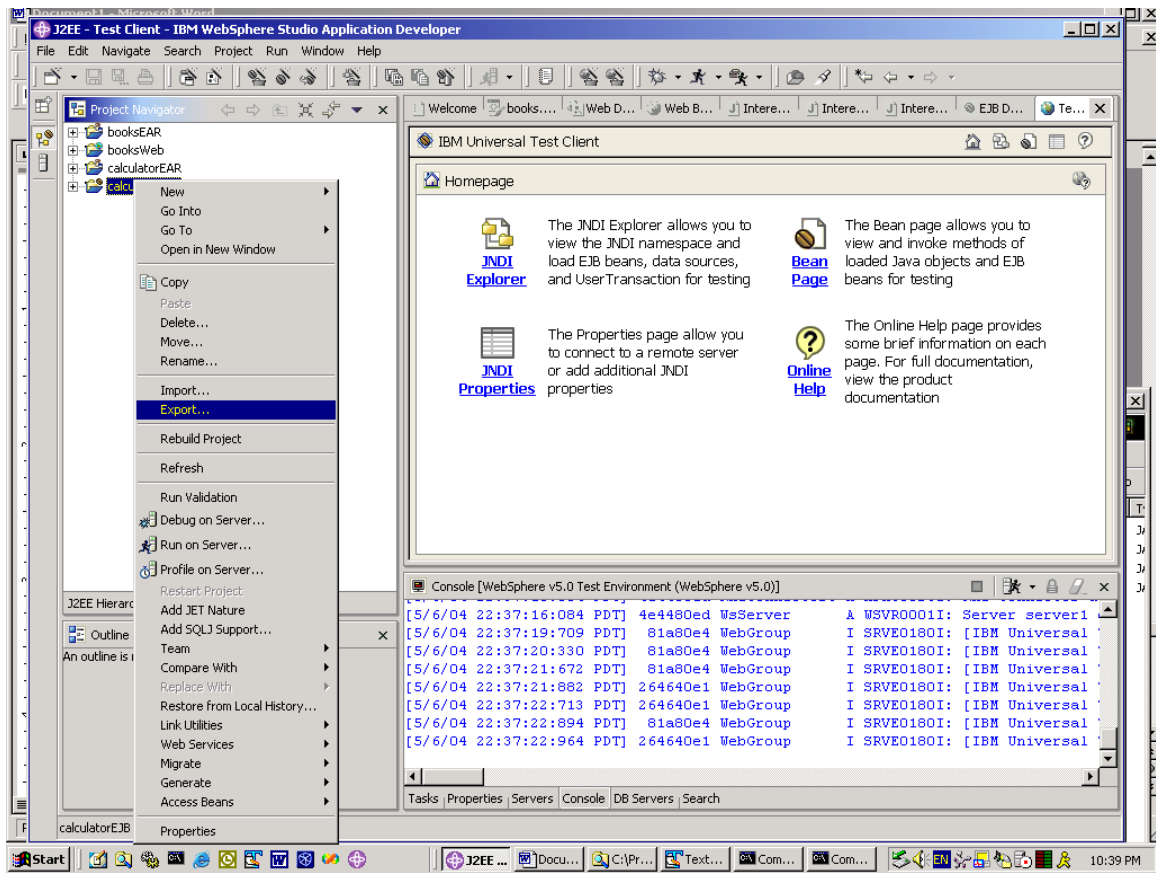 Document1 - Microsoft Word
J2EE - Test Client - IBM WebSphere Studio Application Developer
File Edit Navigate Search Project Run Window Help
Project Navigator
Welcome books.... Web D... Web B... Intere... Intere... Intere... EJB D... Te...
booksEAR
booksWeb
calculatorEAR
calcu
IBM Universal Test Client
Homepage
New
Go Into
Go To
Open in New Window
Copy
Paste
Delete...
Move...
Rename...
Import...
Export...
Rebuild Project
Refresh
Run Validation
Debug on Server...
Run on Server...
Profile on Server...
Restart Project
Add JET Nature
Add SQLJ Support...
Team
Compare With
Replace With
Restore from Local History...
Link Utilities
Web Services
Migrate
Generate
Access Beans
Properties
JNDI
Explorer
The JNDI Explorer allows you to
view the JNDI namespace and
load EJB beans, data sources,
and UserTransaction for testing
Bean
Page
The Bean page allows you to
view and invoke methods of
loaded Java objects and EJB
beans for testing
JNDI
Properties
The Properties page allow you
to connect to a remote server
or add additional JNDI
properties
Online
Help
The Online Help page provides
some brief information on each
page. For full documentation,
view the product
documentation
J2EE Hierarc
Outline
An outline is
Console [WebSphere v5.0 Test Environment (WebSphere v5.0)]
[5/6/04 22:37:16:084 PDT] 4e4480ed WsServer A WSVR0001I: Server server1
[5/6/04 22:37:19:709 PDT] 81a80e4 WebGroup I SRVE0180I: [IBM Universal
[5/6/04 22:37:20:330 PDT] 81a80e4 WebGroup I SRVE0180I: [IBM Universal
[5/6/04 22:37:21:672 PDT] 81a80e4 WebGroup I SRVE0180I: [IBM Universal
[5/6/04 22:37:21:882 PDT] 264640e1 WebGroup I SRVE0180I: [IBM Universal
[5/6/04 22:37:22:713 PDT] 264640e1 WebGroup I SRVE0180I: [IBM Universal
[5/6/04 22:37:22:894 PDT] 81a80e4 WebGroup I SRVE0180I: [IBM Universal
[5/6/04 22:37:22:964 PDT] 264640e1 WebGroup I SRVE0180I: [IBM Universal
Tasks Properties Servers Console DB Servers Search
calculatorEJB
Start J2EE ... Docu... C:\Pr... Text... Com... Com... EN 10:39 PM